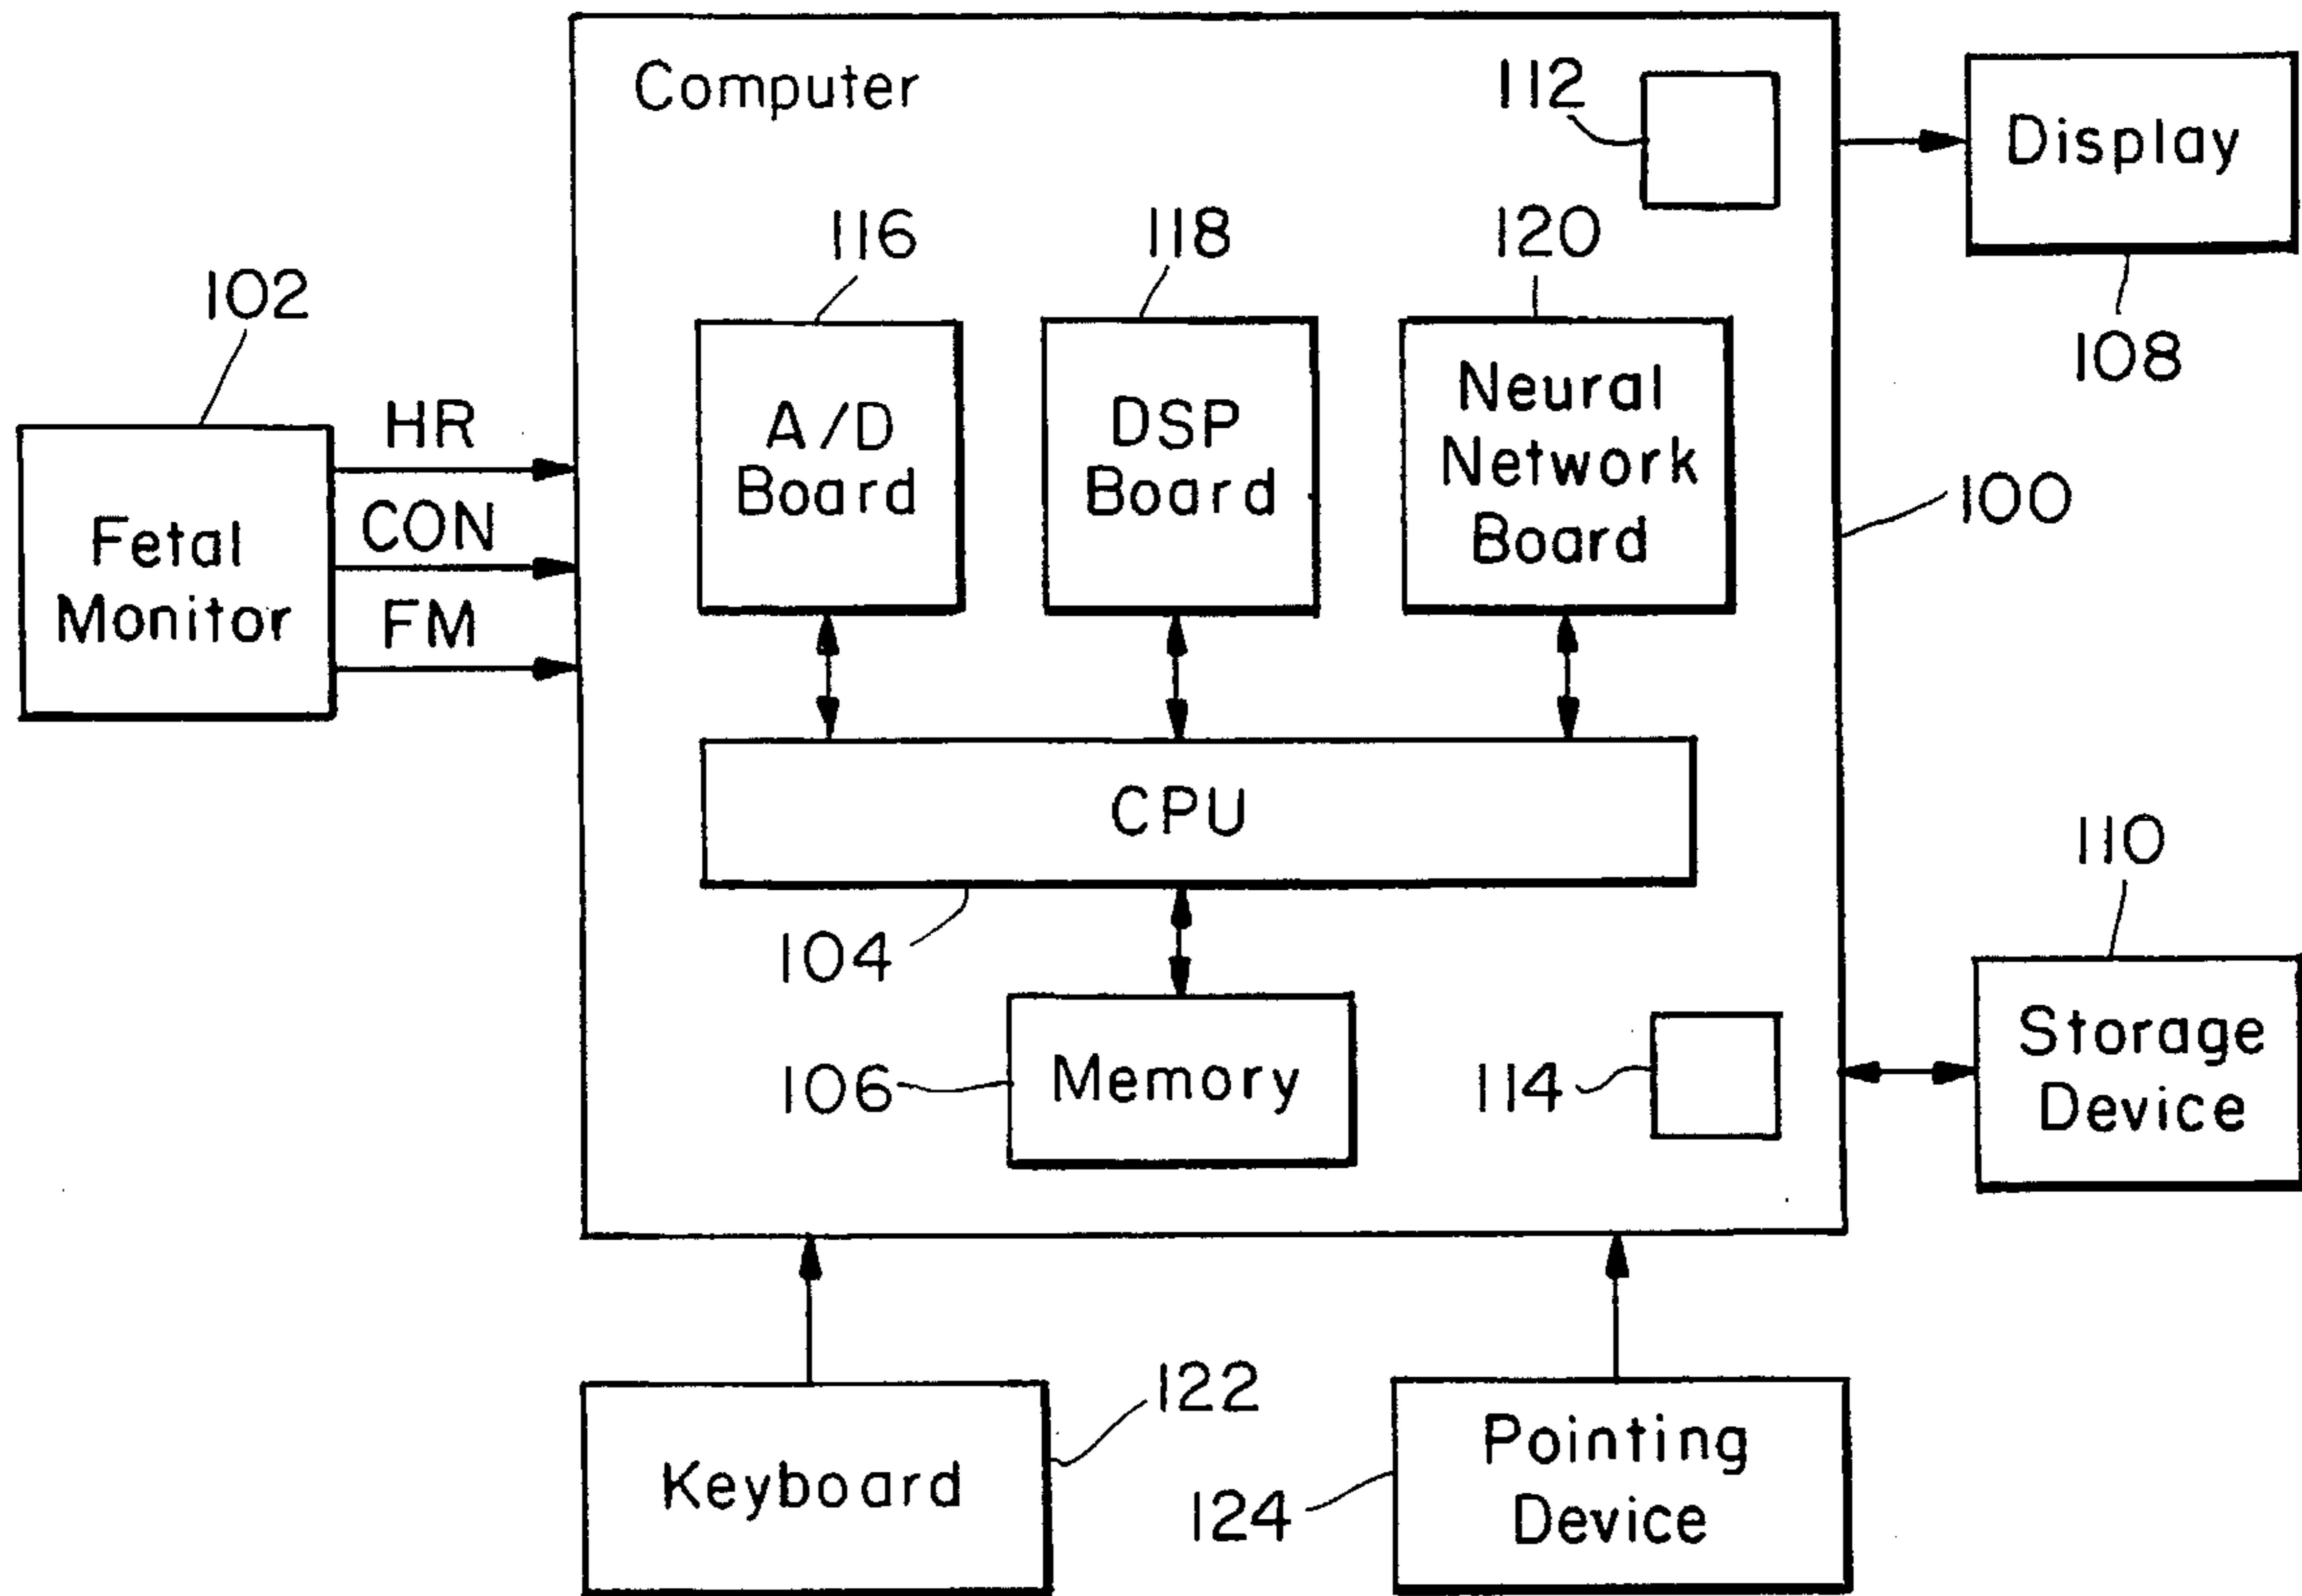 Computer
112
Display
116
118
120
102
108
HR
A/D
Board
DSP
Board
Neural
Network
Board
100
CON
Fetal
Monitor
FM
CPU
110
104
Storage
Device
106
Memory
114
122
Keyboard
Pointing
Device
124